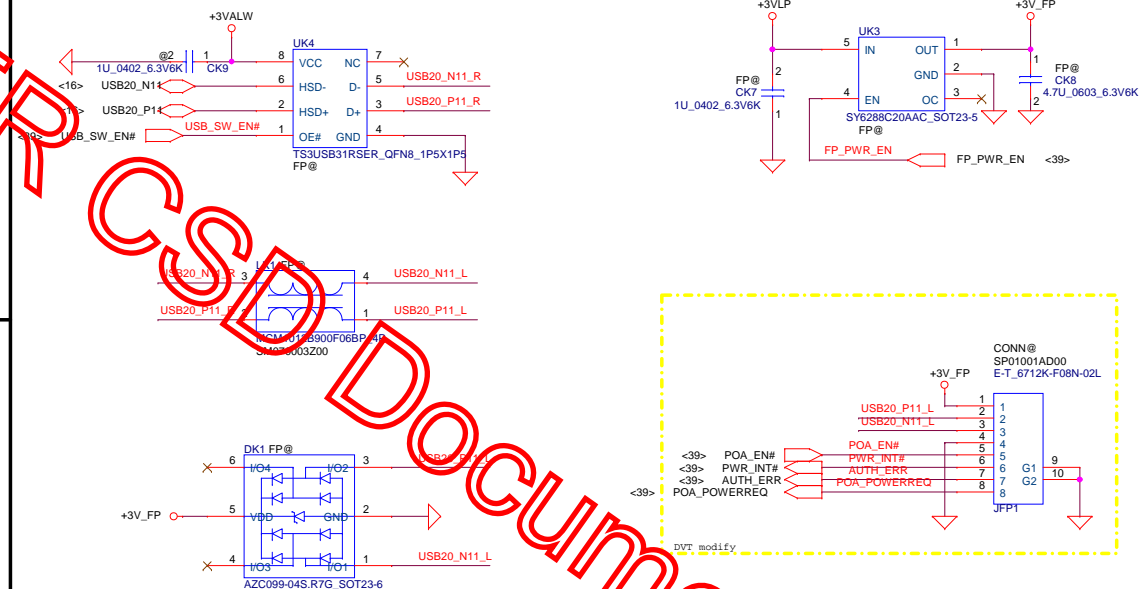 +3VALW
@2 1 CK9
1U_0402_6.3V6K
UK4
8 VCC NC 7
<16> USB20_N11 6 HSD- D- 5 USB20_N11_R
USB20_P11 2 HSD+ D+ 3 USB20_P11_R
USB_SW_EN# USB_SW_EN# 1 OE# GND 4
TS3USB31RSER_QFN8_1P5X1P5
FP@
+3VLP
+3V_FP
UK3
5 IN OUT 1
GND 2
4 EN OC 3
SY6288C20AAC_SOT23-5
FP@
FP@
CK7
1U_0402_6.3V6K
2
1
1
FP@
CK8
4.7U_0603_6.3V6K
2
FP_PWR_EN FP_PWR_EN <39>
3 4 USB20_N11_L
1 USB20_P11_L
DK1 FP@
6 I/O4 I/O2 3
+3V_FP 5 VDD GND 2
4 I/O3 I/O1 1 USB20_N11_L
AZC099-04S.R7G_SOT23-6
CONN@
SP01001AD00
E-T_6712K-F08N-02L
+3V_FP
1 1
USB20_P11_L 2 2
USB20_N11_L 3 3
4 4
<39> POA_EN# POA_EN# 5 5
<39> PWR_INT# PWR_INT# 6 6 G1 9
<39> AUTH_ERR AUTH_ERR 7 7 G2 10
<39> POA_POWERREQ POA_POWERREQ 8 8
JFP1
DVT modify
R CSD Docum